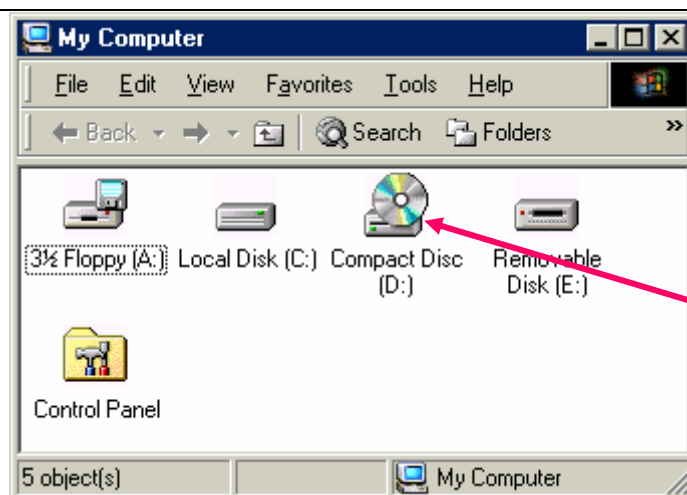 My Computer
File Edit View Favorites Tools Help
Back Search Folders »
3½ Floppy (A:) Local Disk (C:) Compact Disc (D:) Removable Disk (E:)
Control Panel
5 object(s) My Computer